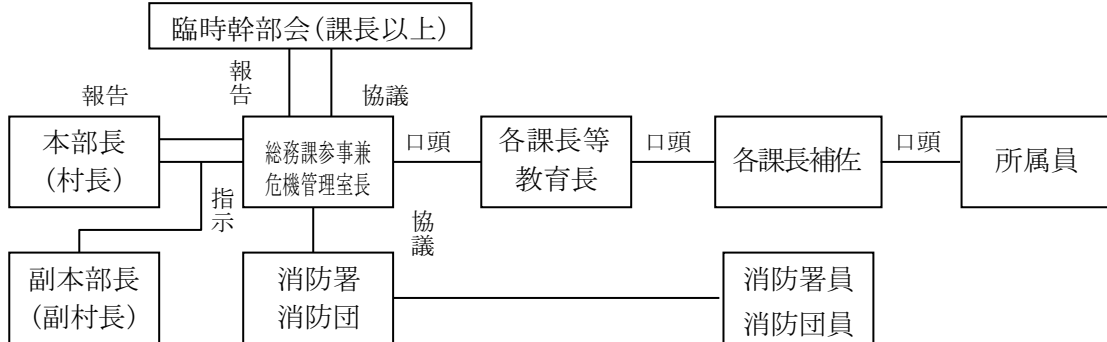 臨時幹部会（課長以上）
報告
報告
協議
本部長
（村長）
総務課参事兼
危機管理室長
口頭
各課長等
教育長
口頭
各課長補佐
口頭
所属員
指示
協議
副本部長
（副村長）
消防署
消防団
消防署員
消防団員